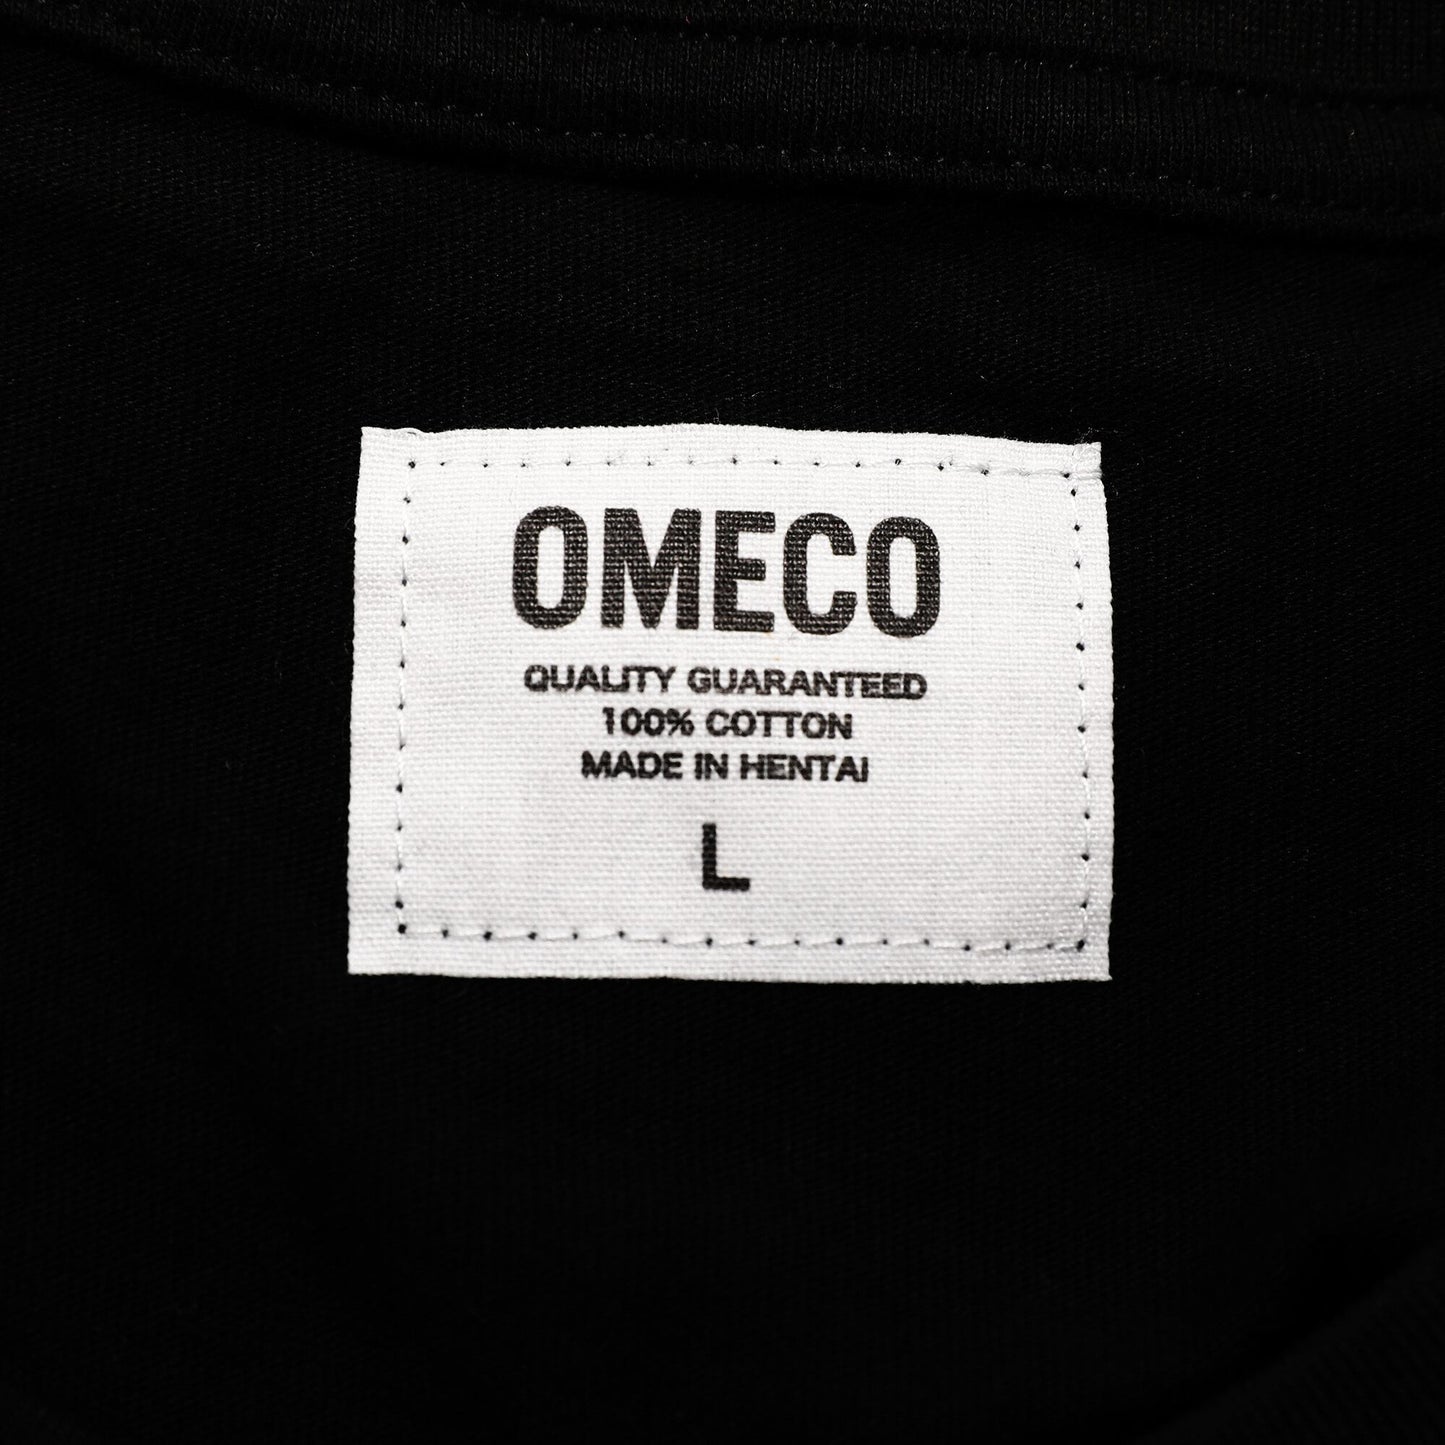 OMECO
QUALITY GUARANTEED
100% COTTON
MADE IN HENTAI
L